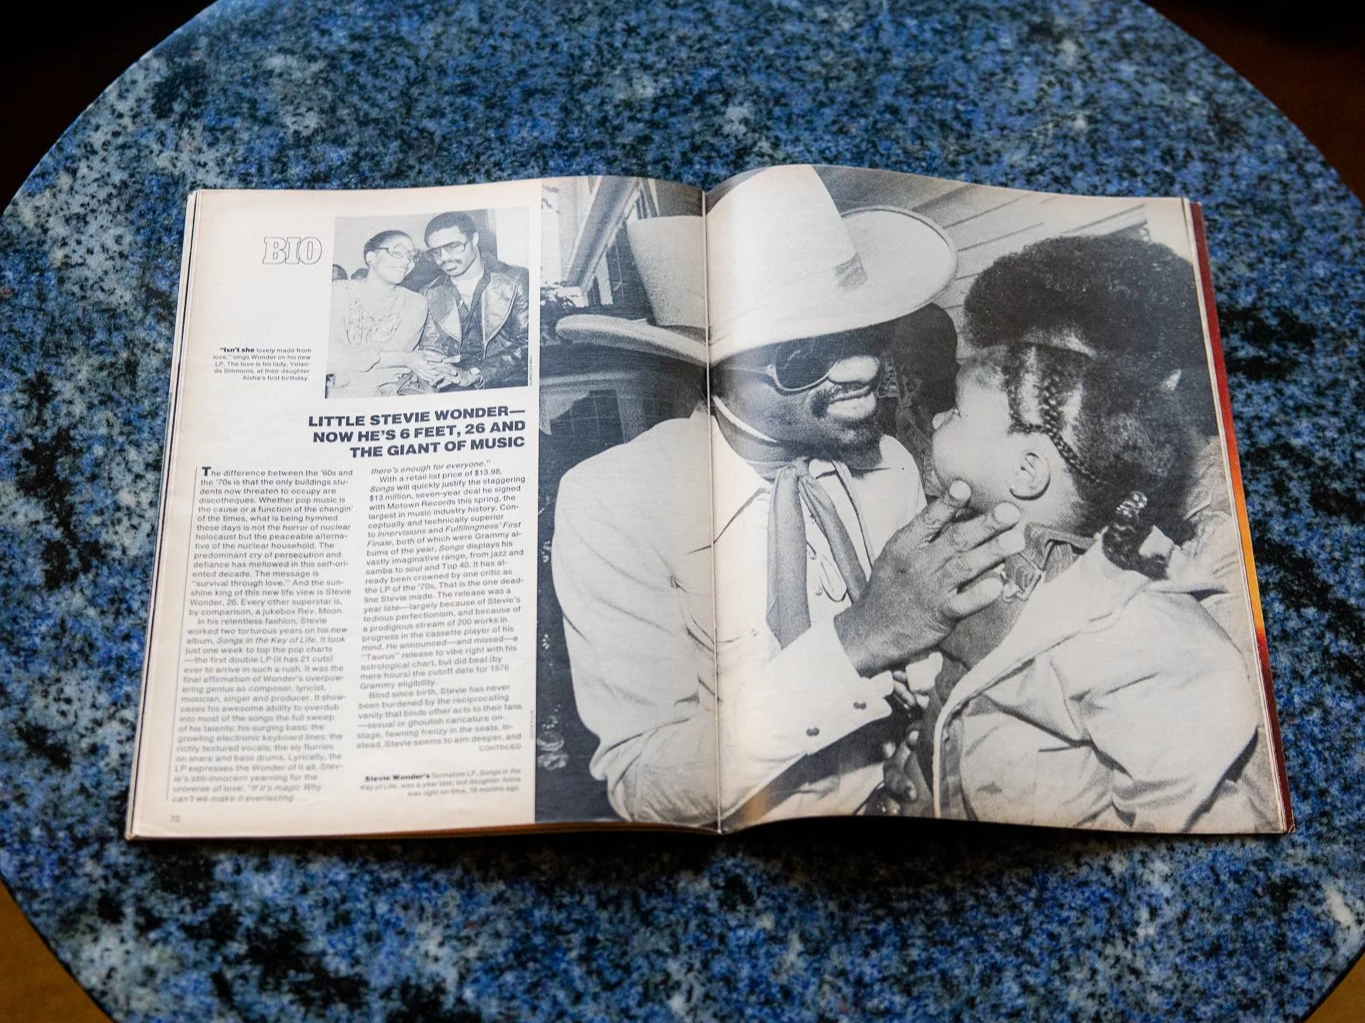 BIO
"Isn't she lovely made from
love," sings Wonder on his new
LP. The love is his lady, Yolan-
da Simmons, at their daughter
Aisha's first birthday.
LITTLE STEVIE WONDER—
NOW HE'S 6 FEET, 26 AND
THE GIANT OF MUSIC
The difference between the '60s and
the '70s is that the only buildings stu-
dents now threaten to occupy are
discotheques. Whether pop music is
the cause or a function of the changin'
of the times, what is being hymned
these days is not the horror of nuclear
holocaust but the peaceable alterna-
tive of the nuclear household. The
predominant cry of persecution and
defiance has mellowed in this self-ori-
ented decade. The message is
"survival through love." And the sun-
shine king of this new life view is Stevie
Wonder, 26. Every other superstar is,
by comparison, a jukebox Rev. Moon.
In his relentless fashion, Stevie
worked two torturous years on his new
album, Songs in the Key of Life. It took
just one week to top the pop charts
—the first double LP (it has 21 cuts)
ever to arrive in such a rush. It was the
final affirmation of Wonder's overpow-
ering genius as composer, lyricist,
musician, singer and producer. It show-
cases his awesome ability to overdub
into most of the songs the full sweep
of his talents: his surging bass; the
growling electronic keyboard lines; the
richly textured vocals; the sly flurries
on snare and bass drums. Lyrically, the
LP expresses the Wonder of it all, Stev-
ie's still-innocent yearning for the
universe of love: "If it's magic/Why
can't we make it everlasting . . .
there's enough for everyone."
With a retail list price of $13.98,
Songs will quickly justify the staggering
$13 million, seven-year deal he signed
with Motown Records this spring, the
largest in music industry history. Con-
ceptually and technically superior
to Innervisions and Fulfillingness' First
Finale, both of which were Grammy al-
bums of the year, Songs displays his
vastly imaginative range, from jazz and
samba to soul and Top 40. It has al-
ready been crowned by one critic as
the LP of the '70s. That is the one dead-
line Stevie made. The release was a
year late—largely because of Stevie's
tedious perfectionism, and because of
a prodigious stream of 200 works in
progress in the cassette player of his
mind. He announced—and missed—a
"Taurus" release to vibe right with his
astrological chart, but did beat (by
mere hours) the cutoff date for 1976
Grammy eligibility.
Blind since birth, Stevie has never
been burdened by the reciprocating
vanity that binds other acts to their fans
—sexual or ghoulish caricature on-
stage, fawning frenzy in the seats. In-
stead, Stevie seems to aim deeper, and
CONTINUED
Stevie Wonder's formative LP, Songs in the
Key of Life, was a year late, but daughter Aisha
was right on time, 18 months ago.